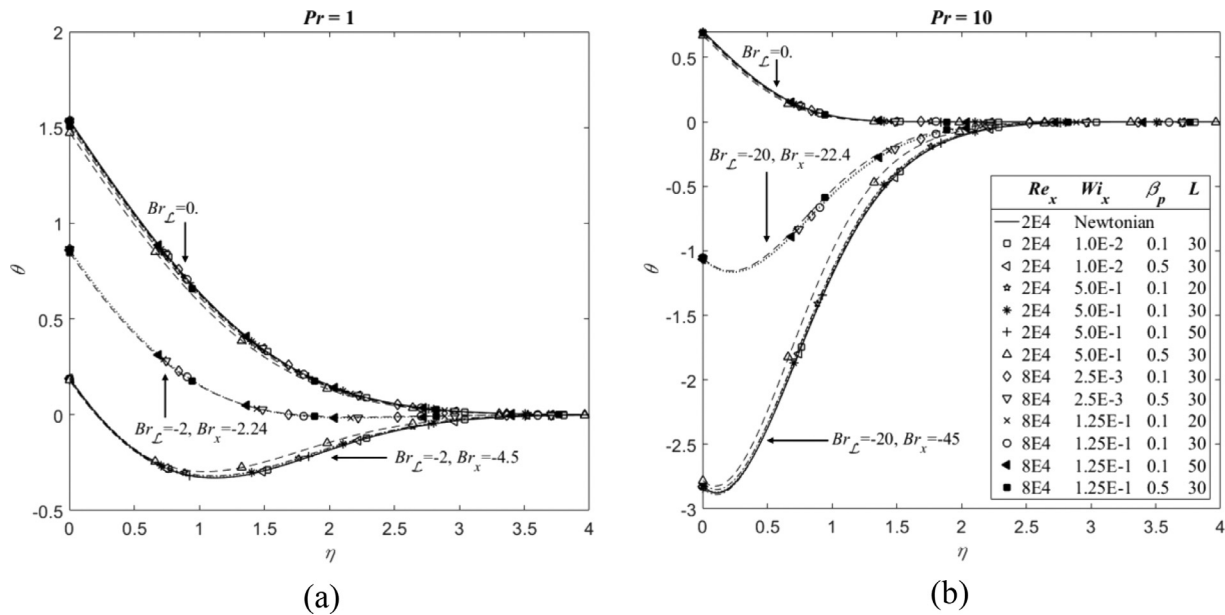 Pr = 1
2
1.5
1
0.5
0
-0.5
θ
Br_ℒ=0.
Br_ℒ=-2, Br_x=-2.24
Br_ℒ=-2, Br_x=-4.5
0 0.5 1 1.5 2 2.5 3 3.5 4
η
(a)
Pr = 10
0.5
0
-0.5
-1
-1.5
-2
-2.5
-3
θ
Br_ℒ=0.
Br_ℒ=-20, Br_x=-22.4
Br_ℒ=-20, Br_x=-45
Re_x Wi_x β_p L
2E4 Newtonian
2E4 1.0E-2 0.1 30
2E4 1.0E-2 0.5 30
2E4 5.0E-1 0.1 20
2E4 5.0E-1 0.1 30
2E4 5.0E-1 0.1 50
2E4 5.0E-1 0.5 30
8E4 2.5E-3 0.1 30
8E4 2.5E-3 0.5 30
8E4 1.25E-1 0.1 20
8E4 1.25E-1 0.1 30
8E4 1.25E-1 0.1 50
8E4 1.25E-1 0.5 30
0 0.5 1 1.5 2 2.5 3 3.5 4
η
(b)